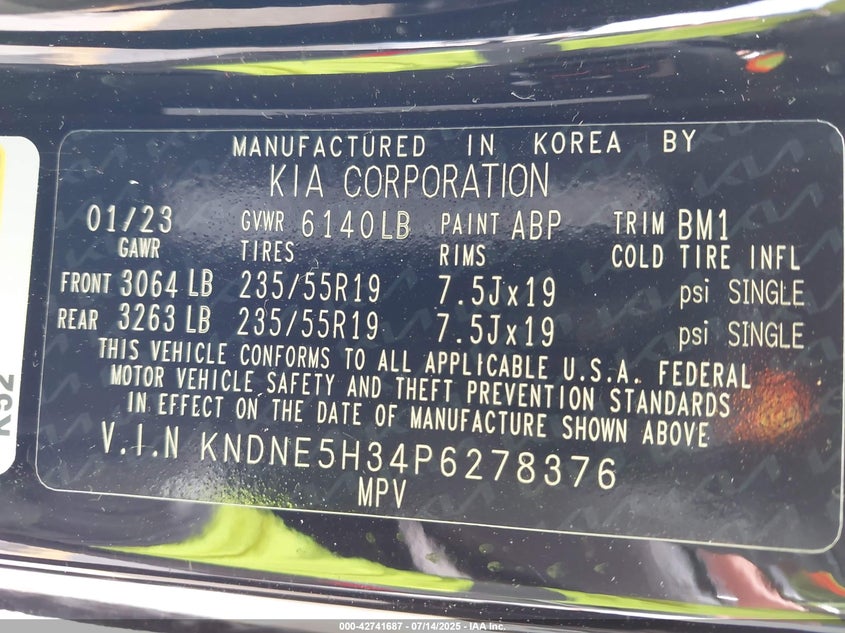 MANUFACTURED IN KOREA BY
KIA CORPORATION
01/23 GVWR 6140LB PAINT ABP TRIM BM1
GAWR TIRES RIMS COLD TIRE INFL
FRONT 3064 LB 235/55R19 7.5Jx19 psi SINGLE
REAR 3263 LB 235/55R19 7.5Jx19 psi SINGLE
THIS VEHICLE CONFORMS TO ALL APPLICABLE U.S.A. FEDERAL
MOTOR VEHICLE SAFETY AND THEFT PREVENTION STANDARDS
IN EFFECT ON THE DATE OF MANUFACTURE SHOWN ABOVE
V.I.N KNDNE5H34P6278376
MPV
000-42741687 - 07/14/2025 - IAA, Inc.